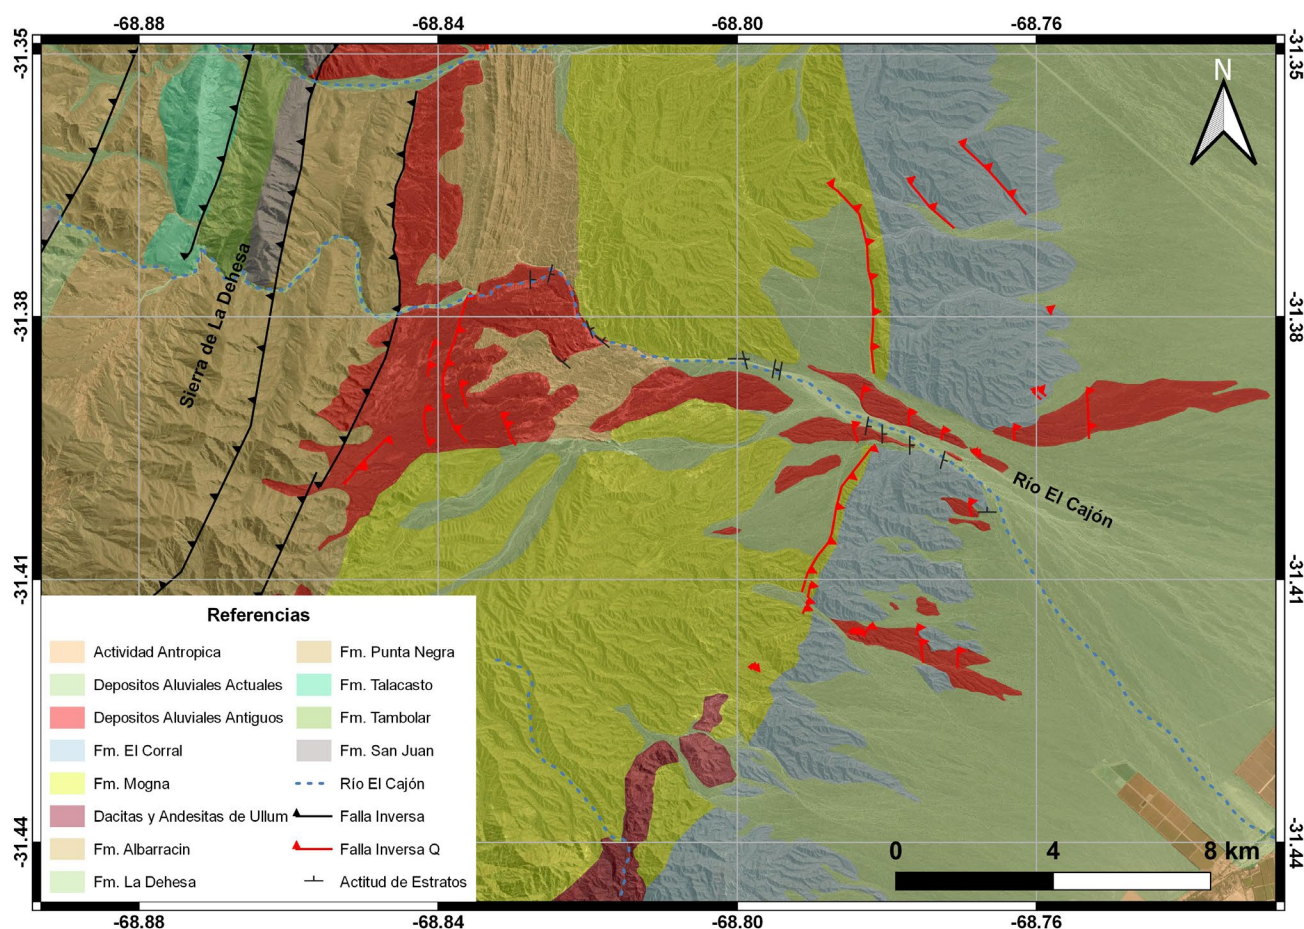 -68.88 -68.84 -68.80 -68.76
-31.35 -31.35
N
Sierra de La Dehesa
-31.38 -31.38
Río El Cajón
-31.41 -31.41
Referencias
Actividad Antropica
Depositos Aluviales Actuales
Depositos Aluviales Antiguos
Fm. El Corral
Fm. Mogna
Dacitas y Andesitas de Ullum
Fm. Albarracin
Fm. La Dehesa
Fm. Punta Negra
Fm. Talacasto
Fm. Tambolar
Fm. San Juan
Río El Cajón
Falla Inversa
Falla Inversa Q
Actitud de Estratos
-31.44 -31.44
0 4 8 km
-68.88 -68.84 -68.80 -68.76